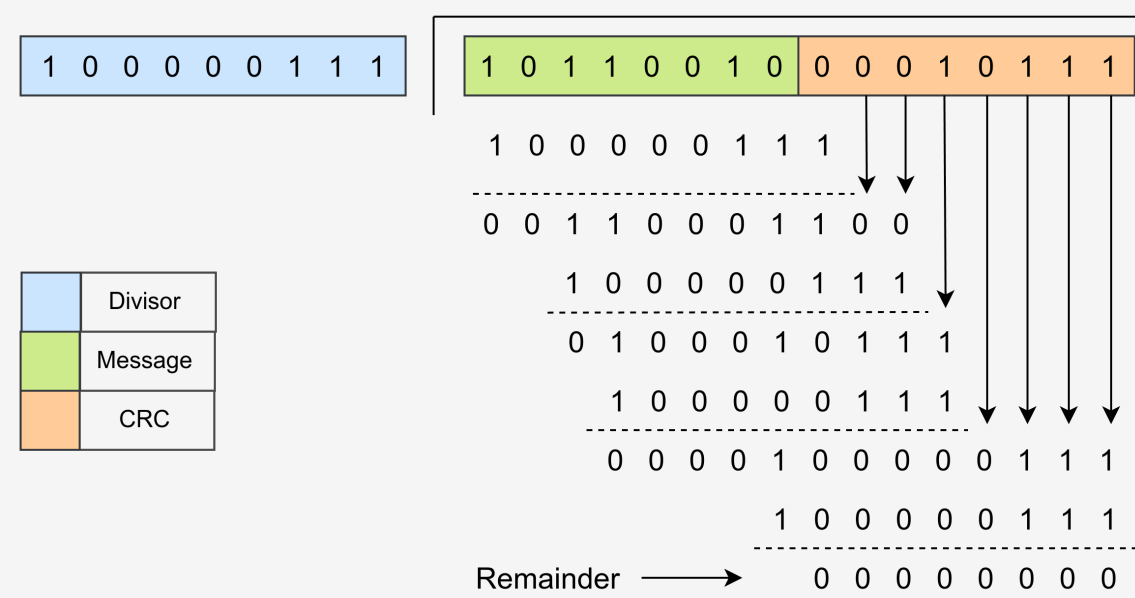 1 0 0 0 0 0 1 1 1 1 0 1 1 0 0 1 0 0 0 0 1 0 1 1 1
1 0 0 0 0 0 1 1 1
0 0 1 1 0 0 0 1 1 0 0
1 0 0 0 0 0 1 1 1
Divisor
0 1 0 0 0 1 0 1 1 1
Message
1 0 0 0 0 0 1 1 1
CRC
0 0 0 0 1 0 0 0 0 0 1 1 1
1 0 0 0 0 0 1 1 1
Remainder 0 0 0 0 0 0 0 0